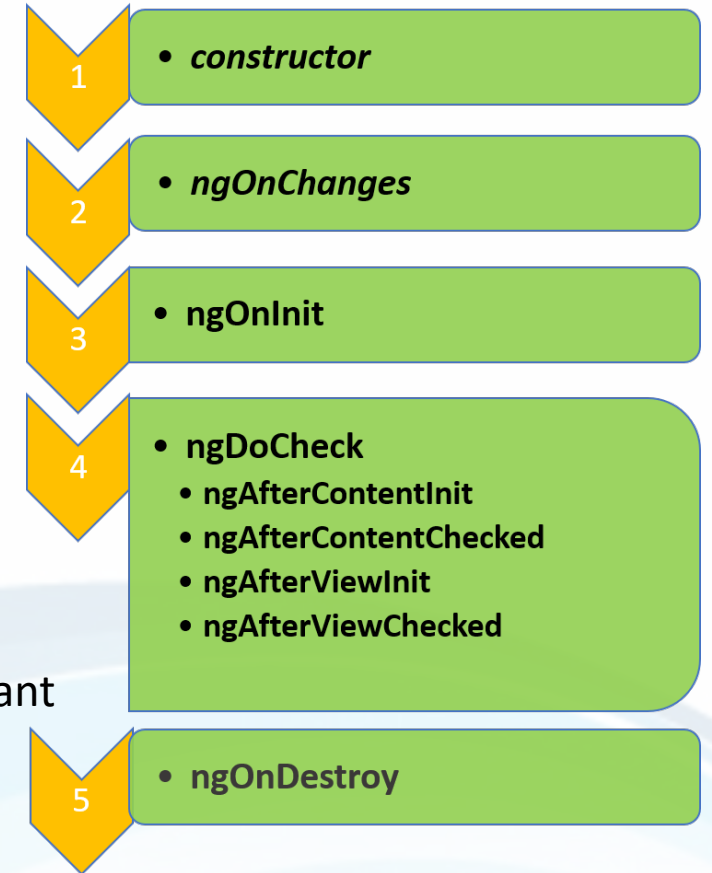 1
• constructor
2
• ngOnChanges
3
• ngOnInit
4
• ngDoCheck
• ngAfterContentInit
• ngAfterContentChecked
• ngAfterViewInit
• ngAfterViewChecked
ant
5
• ngOnDestroy